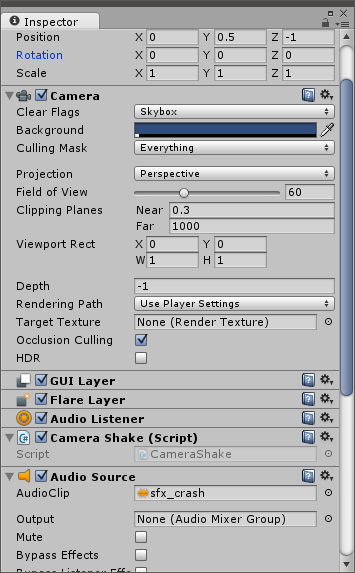 Inspector
Position X 0 Y 0.5 Z -1
Rotation X 0 Y 0 Z 0
Scale X 1 Y 1 Z 1
Camera
Clear Flags Skybox
Background
Culling Mask Everything
Projection Perspective
Field of View 60
Clipping Planes Near 0.3
Far 1000
Viewport Rect X 0 Y 0
W 1 H 1
Depth -1
Rendering Path Use Player Settings
Target Texture None (Render Texture)
Occlusion Culling
HDR
GUI Layer
Flare Layer
Audio Listener
Camera Shake (Script)
Script CameraShake
Audio Source
AudioClip sfx_crash
Output None (Audio Mixer Group)
Mute
Bypass Effects
Bypass Listener Effe